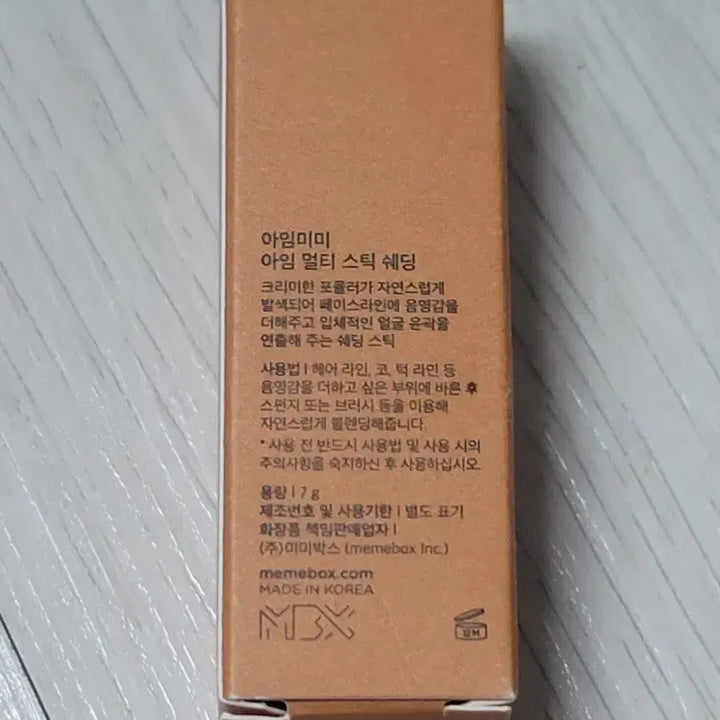 아임미미
아임 멀티 스틱 쉐딩
크리미한 포뮬러가 자연스럽게
발색되어 페이스라인에 음영감을
더해주고 입체적인 얼굴 윤곽을
연출해 주는 쉐딩 스틱
사용법 | 헤어 라인, 코, 턱 라인 등
음영감을 더하고 싶은 부위에 바른 후
스펀지 또는 브러시 등을 이용해
자연스럽게 블렌딩해줍니다.
* 사용 전 반드시 사용법 및 사용 시의
주의사항을 숙지하신 후 사용하십시오.
용량 | 7 g
제조번호 및 사용기한 | 별도 표기
화장품 책임판매업자 |
(주)미미박스 (memebox Inc.)
memebox.com
MADE IN KOREA
MBX
12M